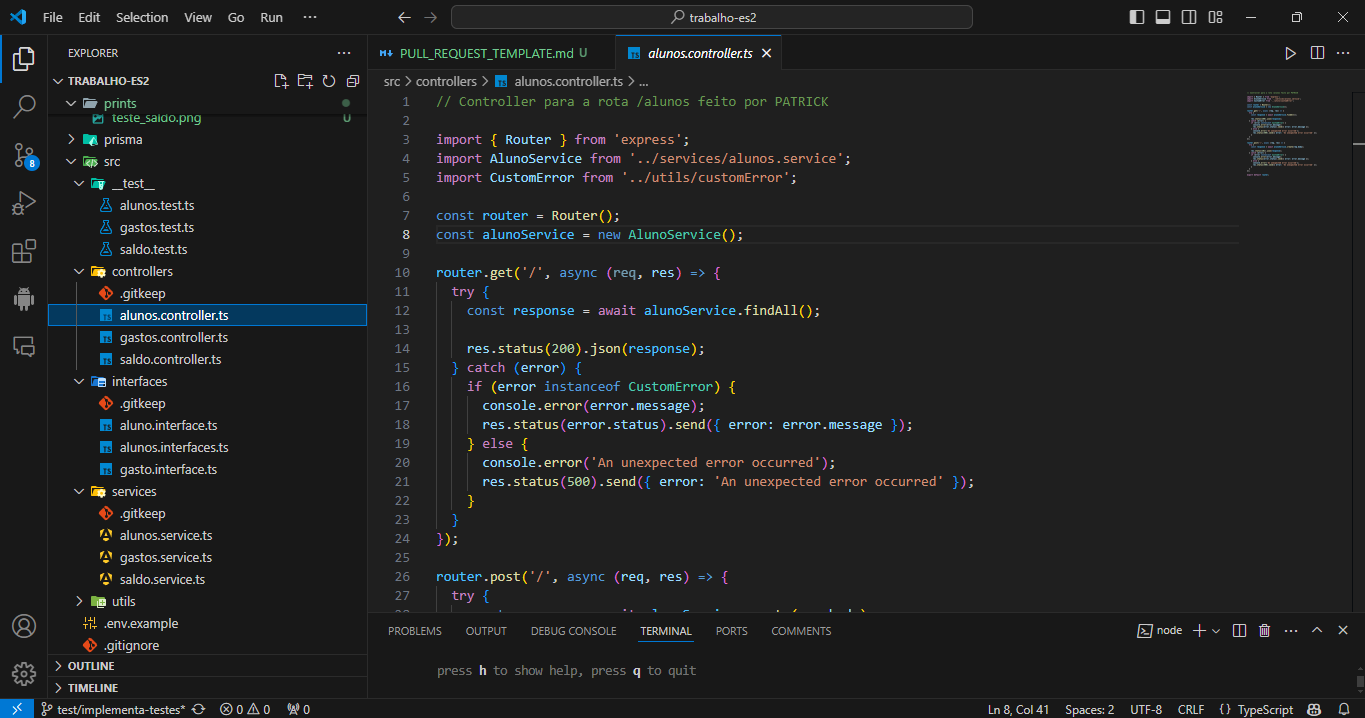 File Edit Selection View Go Run ··· trabalho-es2
EXPLORER ···
TRABALHO-ES2
prints
teste_saldo.png U
prisma
src
__test__
alunos.test.ts
gastos.test.ts
saldo.test.ts
controllers
.gitkeep
alunos.controller.ts
gastos.controller.ts
saldo.controller.ts
interfaces
.gitkeep
aluno.interface.ts
alunos.interfaces.ts
gasto.interface.ts
services
.gitkeep
alunos.service.ts
gastos.service.ts
saldo.service.ts
utils
.env.example
.gitignore
OUTLINE
TIMELINE
8
PULL_REQUEST_TEMPLATE.md U alunos.controller.ts
src > controllers > alunos.controller.ts > ...
1 // Controller para a rota /alunos feito por PATRICK
2
3 import { Router } from 'express';
4 import AlunoService from '../services/alunos.service';
5 import CustomError from '../utils/customError';
6
7 const router = Router();
8 const alunoService = new AlunoService();
9
10 router.get('/', async (req, res) => {
11 try {
12 const response = await alunoService.findAll();
13
14 res.status(200).json(response);
15 } catch (error) {
16 if (error instanceof CustomError) {
17 console.error(error.message);
18 res.status(error.status).send({ error: error.message });
19 } else {
20 console.error('An unexpected error occurred');
21 res.status(500).send({ error: 'An unexpected error occurred' });
22 }
23 }
24 });
25
26 router.post('/', async (req, res) => {
27 try {
PROBLEMS OUTPUT DEBUG CONSOLE TERMINAL PORTS COMMENTS node
press h to show help, press q to quit
test/implementa-testes* 0 0 0 Ln 8, Col 41 Spaces: 2 UTF-8 CRLF {} TypeScript